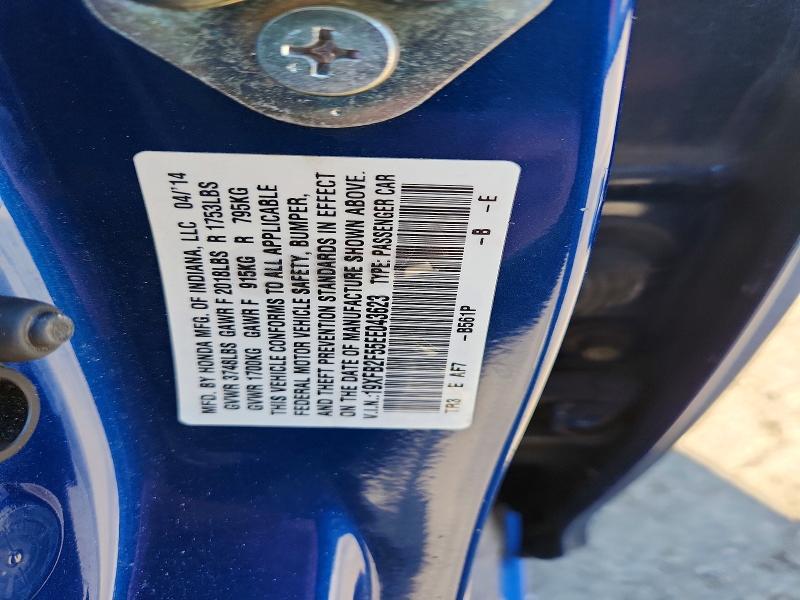 MFD. BY HONDA MFG. OF INDIANA, LLC 04/'14
GVWR 3748LBS GAWR F 2018LBS R 1753LBS
GVWR 1700KG GAWR F 915KG R 795KG
THIS VEHICLE CONFORMS TO ALL APPLICABLE
FEDERAL MOTOR VEHICLE SAFETY, BUMPER,
AND THEFT PREVENTION STANDARDS IN EFFECT
ON THE DATE OF MANUFACTURE SHOWN ABOVE.
V.I.N.:19XFB2F55EE043623 TYPE: PASSENGER CAR
TR3 E AF7 -B561P -B -E